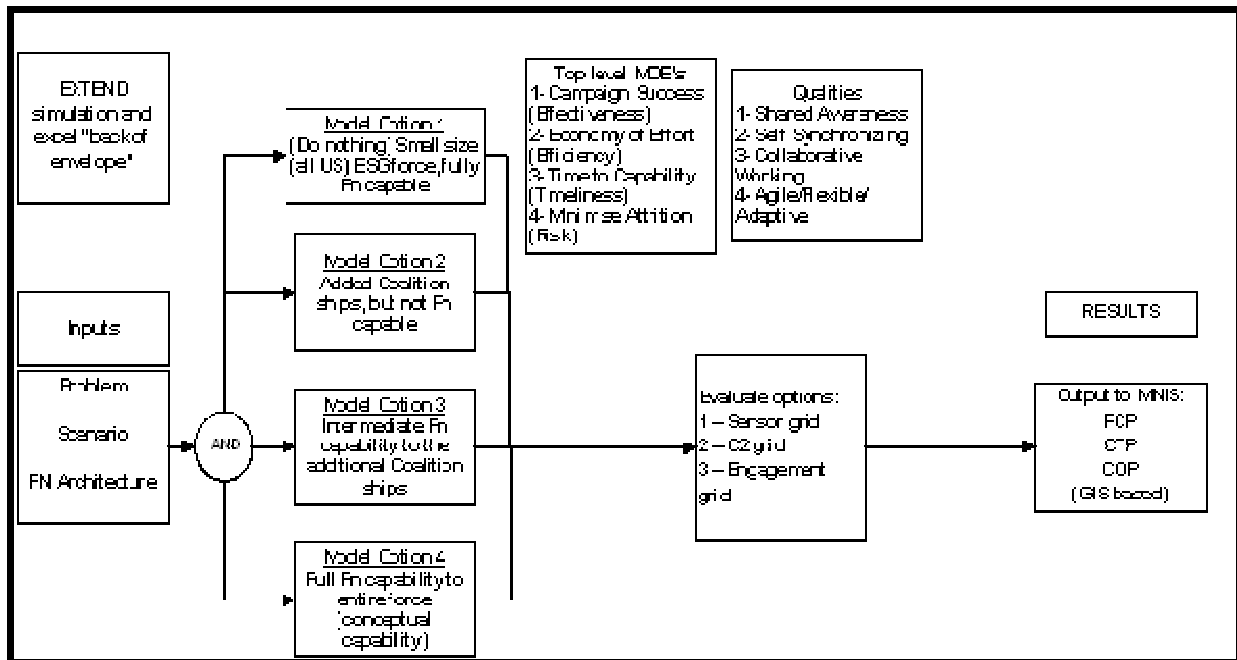 EXTEND
simulation and
excel "back of
envelope"
Inputs
Problem
Scenario
FN Architecture
AND
Model Option 1
(Do nothing) Small size
(all US) ESG force, fully
Fn capable
Model Option 2
Added Coalition
ships, but not Fn
capable
Model Option 3
Intermediate Fn
capability to the
additional Coalition
ships
Model Option 4
Full Fn capability to
entire force
(conceptual
capability)
Top level MOE's
1- Campaign Success
(Effectiveness)
2- Economy of Effort
(Efficiency)
3- Time to Capability
(Timeliness)
4- Minimise Attrition
(Risk)
Qualities
1- Shared Awareness
2- Self Synchronizing
3- Collaborative
Working
4- Agile/Flexible/
Adaptive
Evaluate options:
1 – Sensor grid
2 – C2 grid
3 – Engagement
grid
RESULTS
Output to MNIS:
FCP
CTP
COP
(GIS based)